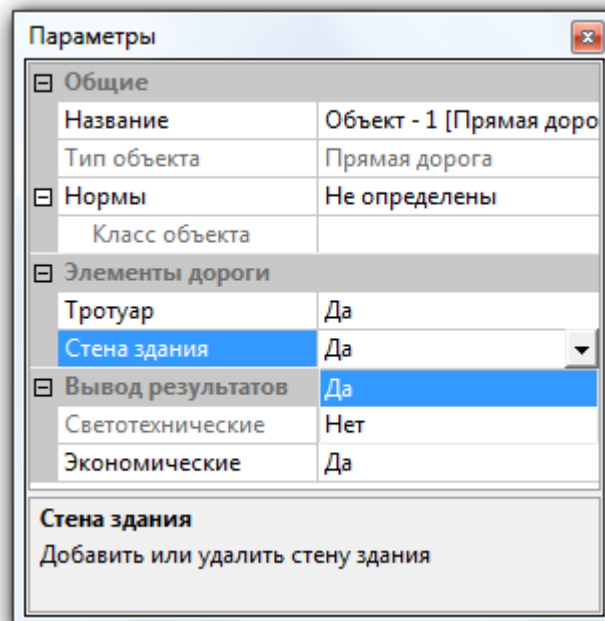 Параметры
Общие
Название Объект - 1 [Прямая доро
Тип объекта Прямая дорога
Нормы Не определены
Класс объекта
Элементы дороги
Тротуар Да
Стена здания Да
Вывод результатов Да
Светотехнические Нет
Экономические Да
Стена здания
Добавить или удалить стену здания